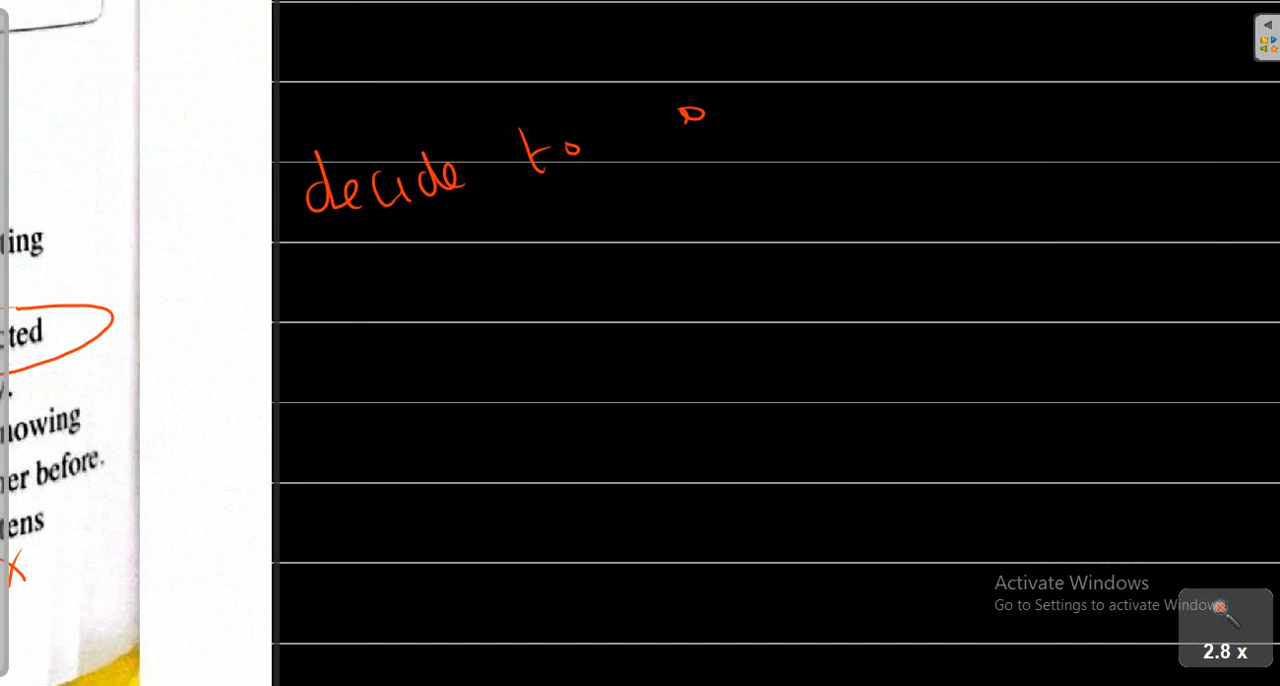 ting
cted
y.
nowing
her before.
tens
x
decide to
Activate Windows
Go to Settings to activate Windows
2.8 x